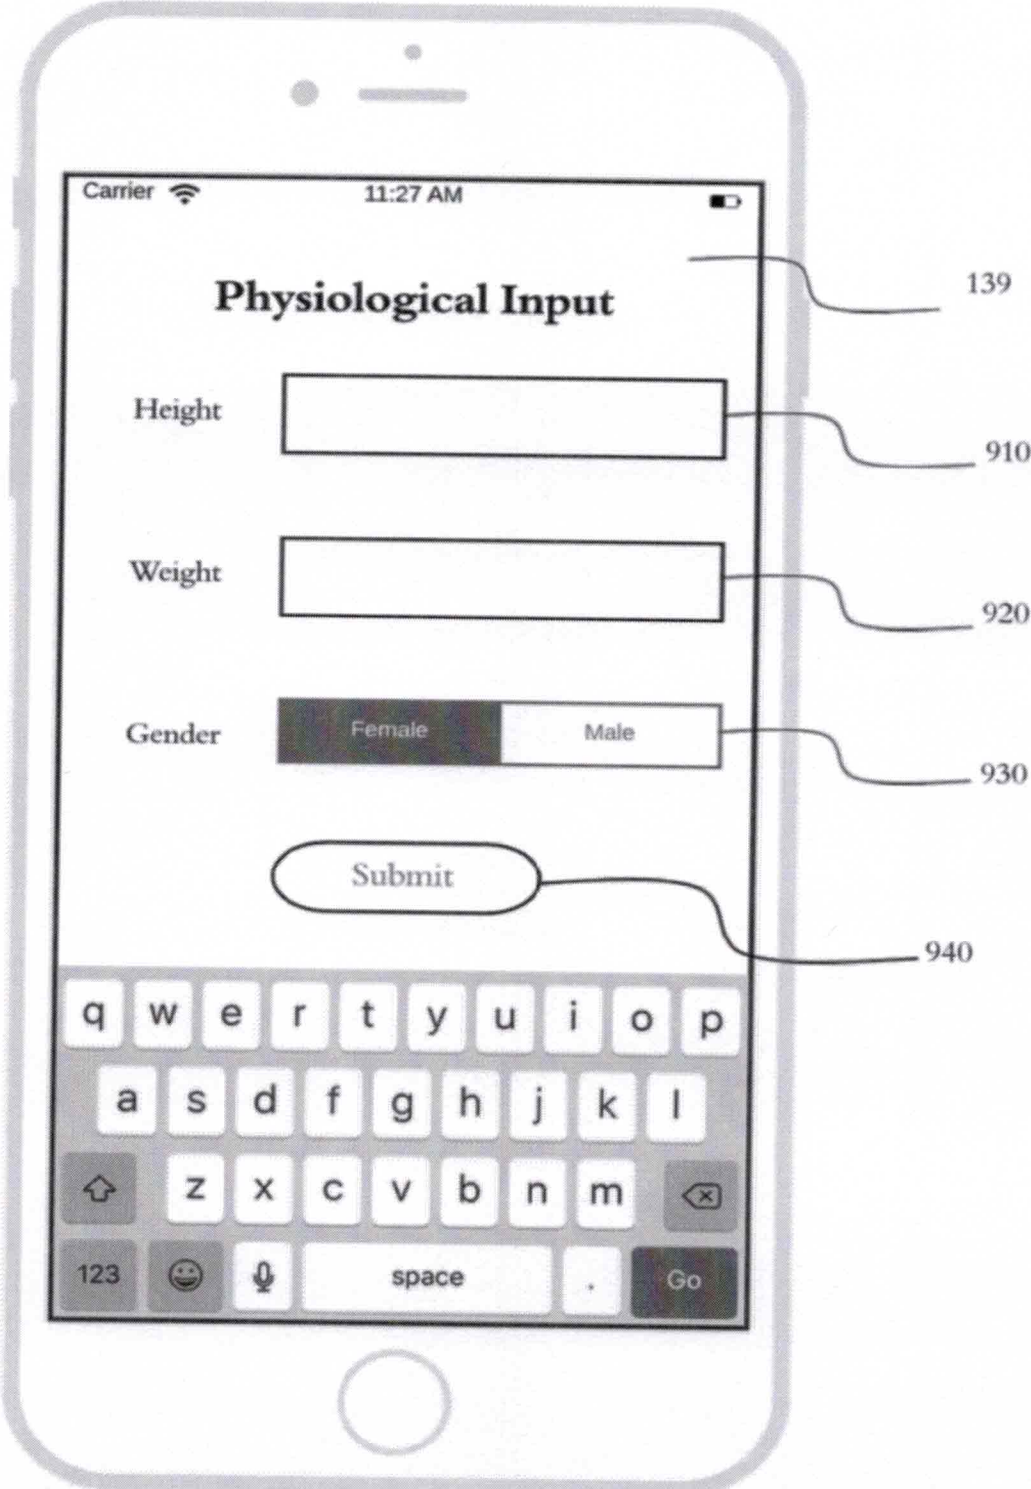 Carrier 11:27 AM
139
Physiological Input
Height
910
Weight
920
Gender Female Male
930
Submit
940
q w e r t y u i o p
a s d f g h j k l
z x c v b n m
123 space . Go